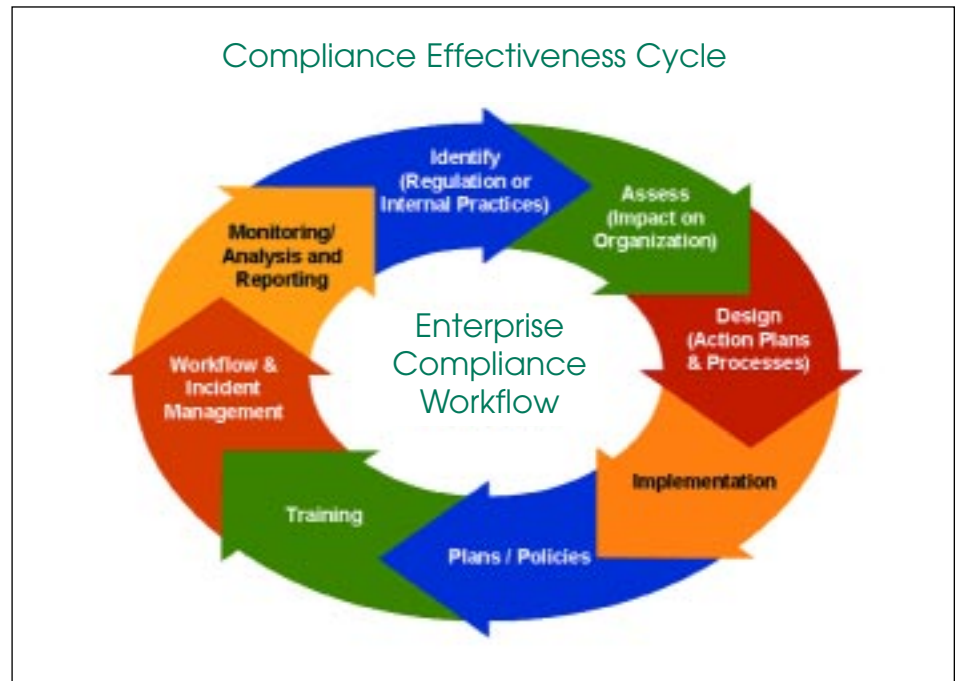 Compliance Effectiveness Cycle
Identify
(Regulation or
Internal Practices)
Assess
(Impact on
Organization)
Design
(Action Plans
& Processes)
Implementation
Plans / Policies
Training
Workflow &
Incident
Management
Monitoring/
Analysis and
Reporting
Enterprise
Compliance
Workflow